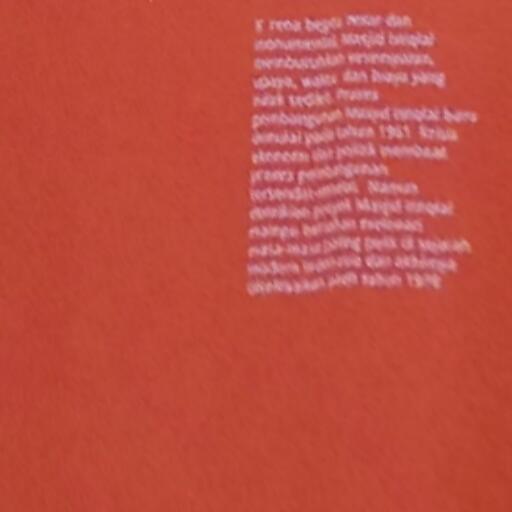 Karena begitu besar dan
monumental, Masjid Istiqlal
membutuhkan kesempatan,
upaya, waktu dan biaya yang
tidak sedikit. Proses
pembangunan Masjid Istiqlal baru
dimulai pada tahun 1961. Krisis
ekonomi dan politik membuat
proses pembangunan
tersendat-sendat. Namun
demikian proyek Masjid Istiqlal
mampu bertahan melewati
masa-masa paling pelik di sejarah
modern Indonesia dan akhirnya
diselesaikan pada tahun 1978.